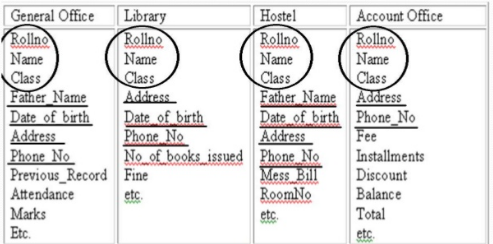 General Office Library Hostel Account Office
Rollno Rollno Rollno Rollno
Name Name Name Name
Class Class Class Class
Father_Name Address Father_Name Address
Date_of_birth Date_of_birth Date_of_birth Phone_No
Address Phone_No Address Fee
Phone_No No_of_books_issued Phone_No Installments
Previous_Record Fine Mess_Bill Discount
Attendance etc. RoomNo Balance
Marks etc. Total
Etc. etc.